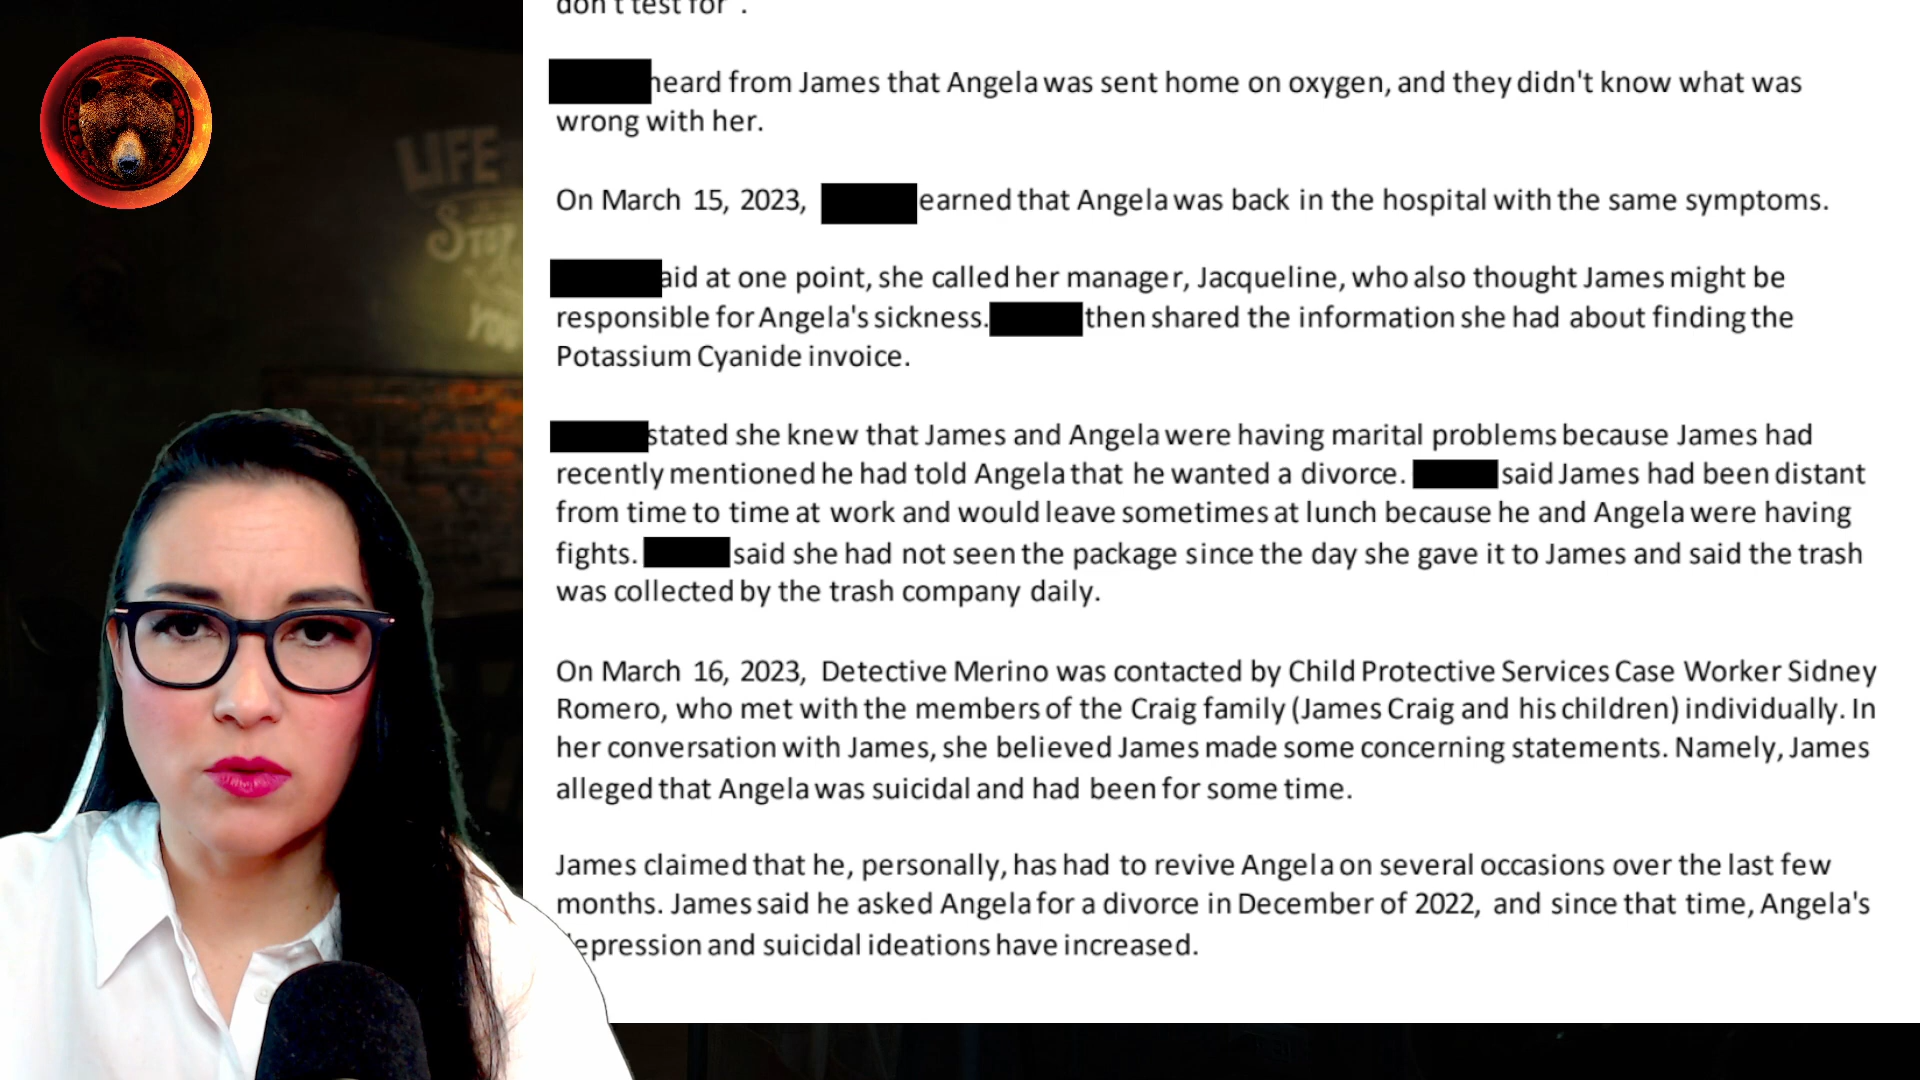 don't test for".
heard from James that Angela was sent home on oxygen, and they didn't know what was
wrong with her.
On March 15, 2023, earned that Angela was back in the hospital with the same symptoms.
aid at one point, she called her manager, Jacqueline, who also thought James might be
responsible for Angela's sickness. then shared the information she had about finding the
Potassium Cyanide invoice.
stated she knew that James and Angela were having marital problems because James had
recently mentioned he had told Angela that he wanted a divorce. said James had been distant
from time to time at work and would leave sometimes at lunch because he and Angela were having
fights. said she had not seen the package since the day she gave it to James and said the trash
was collected by the trash company daily.
On March 16, 2023, Detective Merino was contacted by Child Protective Services Case Worker Sidney
Romero, who met with the members of the Craig family (James Craig and his children) individually. In
her conversation with James, she believed James made some concerning statements. Namely, James
alleged that Angela was suicidal and had been for some time.
James claimed that he, personally, has had to revive Angela on several occasions over the last few
months. James said he asked Angela for a divorce in December of 2022, and since that time, Angela's
epression and suicidal ideations have increased.
LIFE